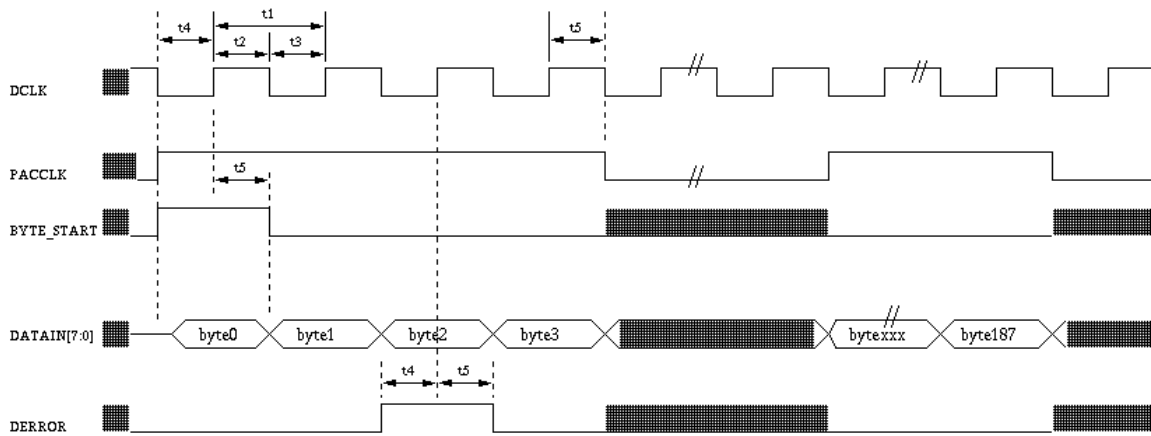 t4 t1 t5
t2 t3
DCLK
PACCLK
t5
BYTE_START
DATAIN[7:0] byte0 byte1 byte2 byte3 bytexxx byte187
t4 t5
DERROR